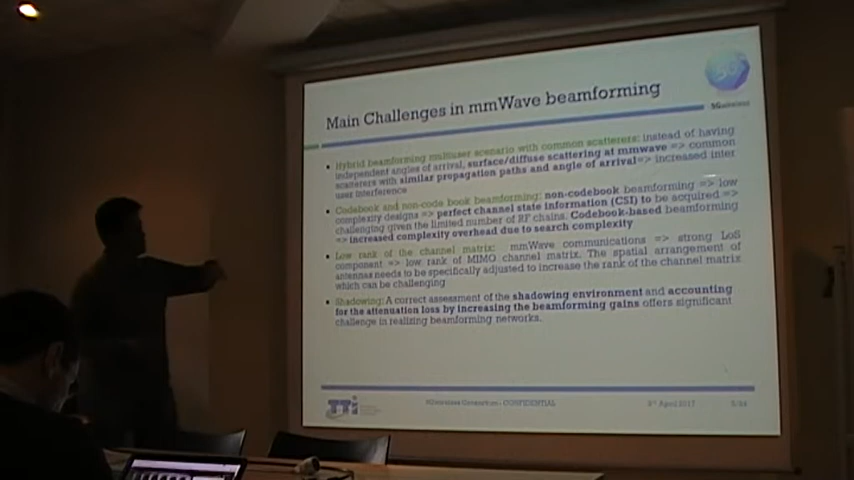 5G
5Gwireless
Main Challenges in mmWave beamforming
Hybrid beamforming multiuser scenario with common scatterers: instead of having
independent angles of arrival, surface/diffuse scattering at mmwave => common
scatterers with similar propagation paths and angle of arrival=> increased inter
user interference
Codebook and non-code book beamforming: non-codebook beamforming => low
complexity designs => perfect channel state information (CSI) to be acquired =>
challenging given the limited number of RF chains. Codebook-based beamforming
=> increased complexity overhead due to search complexity
Low rank of the channel matrix: mmWave communications => strong LoS
component => low rank of MIMO channel matrix. The spatial arrangement of
antennas needs to be specifically adjusted to increase the rank of the channel matrix
which can be challenging
Shadowing: A correct assessment of the shadowing environment and accounting
for the attenuation loss by increasing the beamforming gains offers significant
challenge in realizing beamforming networks.
TTi
5Gwireless Consortium - CONFIDENTIAL
April 2017